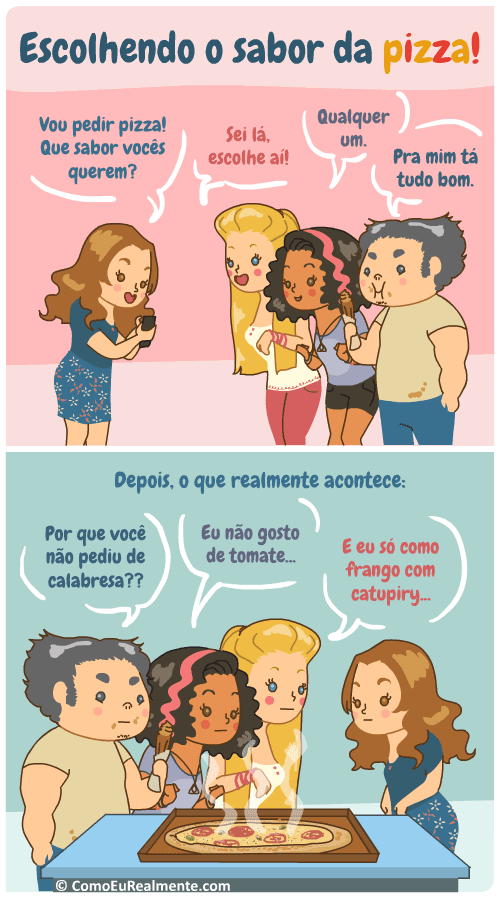 Escolhendo o sabor da pizza!
Vou pedir pizza!
Que sabor vocês
querem?
Sei lá,
escolhe aí!
Qualquer
um.
Pra mim tá
tudo bom.
Depois, o que realmente acontece:
Por que você
não pediu de
calabresa??
Eu não gosto
de tomate...
E eu só como
frango com
catupiry...
© ComoEuRealmente.com